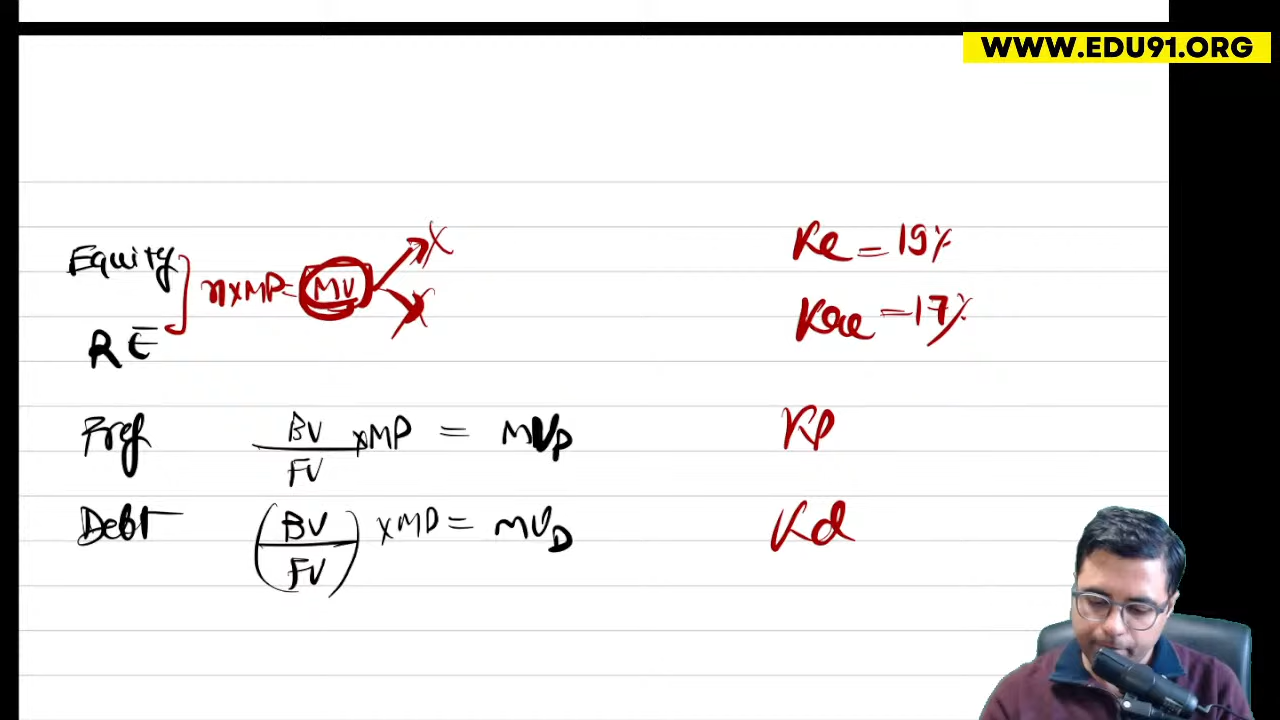 WWW.EDU91.ORG
Equity
RE
n×MP= MV
X
X
Ke = 19%
Kre = 17%
Pref BV/FV ×MP = MVP Kp
Debt (BV/FV) ×MP = MVD Kd